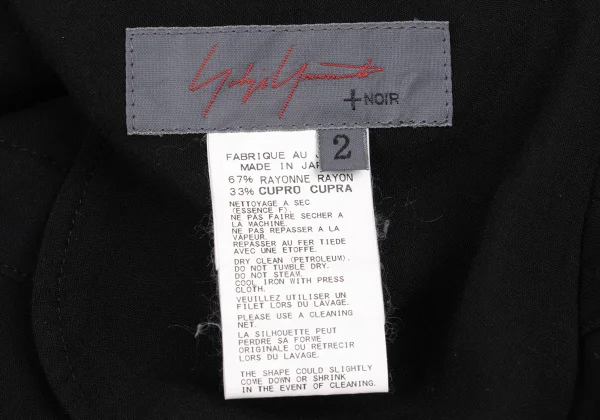 Yohji Yamamoto
+NOIR
2
FABRIQUE AU
MADE IN JAP
67% RAYONNE RAYON
33% CUPRO CUPRA
NETTOYAGE A SEC
(ESSENCE F).
NE PAS FAIRE SECHER A
LA MACHINE.
NE PAS REPASSER A LA
VAPEUR.
REPASSER AU FER TIEDE
AVEC UNE ETOFFE.
DRY CLEAN (PETROLEUM).
DO NOT TUMBLE DRY.
DO NOT STEAM.
COOL IRON WITH PRESS
CLOTH.
VEUILLEZ UTILISER UN
FILET LORS DU LAVAGE.
PLEASE USE A CLEANING
NET.
LA SILHOUETTE PEUT
PERDRE SA FORME
ORIGINALE OU RETRECIR
LORS DU LAVAGE.
THE SHAPE COULD SLIGHTLY
COME DOWN OR SHRINK
IN THE EVENT OF CLEANING.